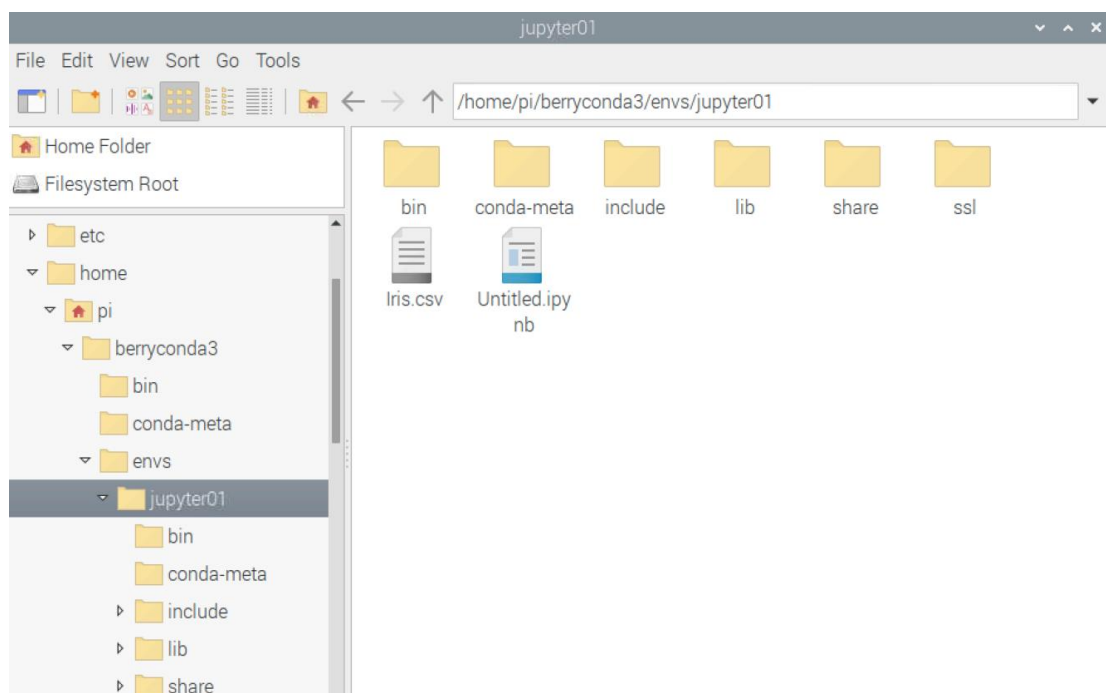 jupyter01
File Edit View Sort Go Tools
/home/pi/berryconda3/envs/jupyter01
Home Folder
Filesystem Root
etc
home
pi
berryconda3
bin
conda-meta
envs
jupyter01
bin
conda-meta
include
lib
share
bin conda-meta include lib share ssl
Iris.csv Untitled.ipy
nb